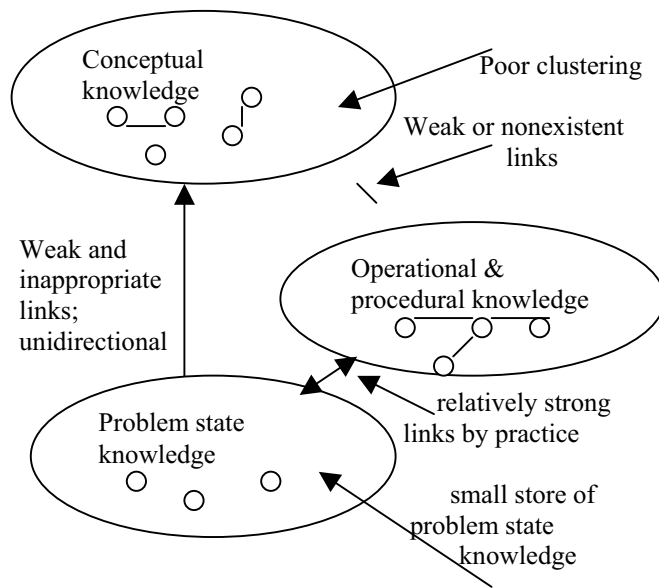 Conceptual
knowledge
Poor clustering
Weak or nonexistent
links
Weak and
inappropriate
links;
unidirectional
Operational &
procedural knowledge
relatively strong
links by practice
Problem state
knowledge
small store of
problem state
knowledge